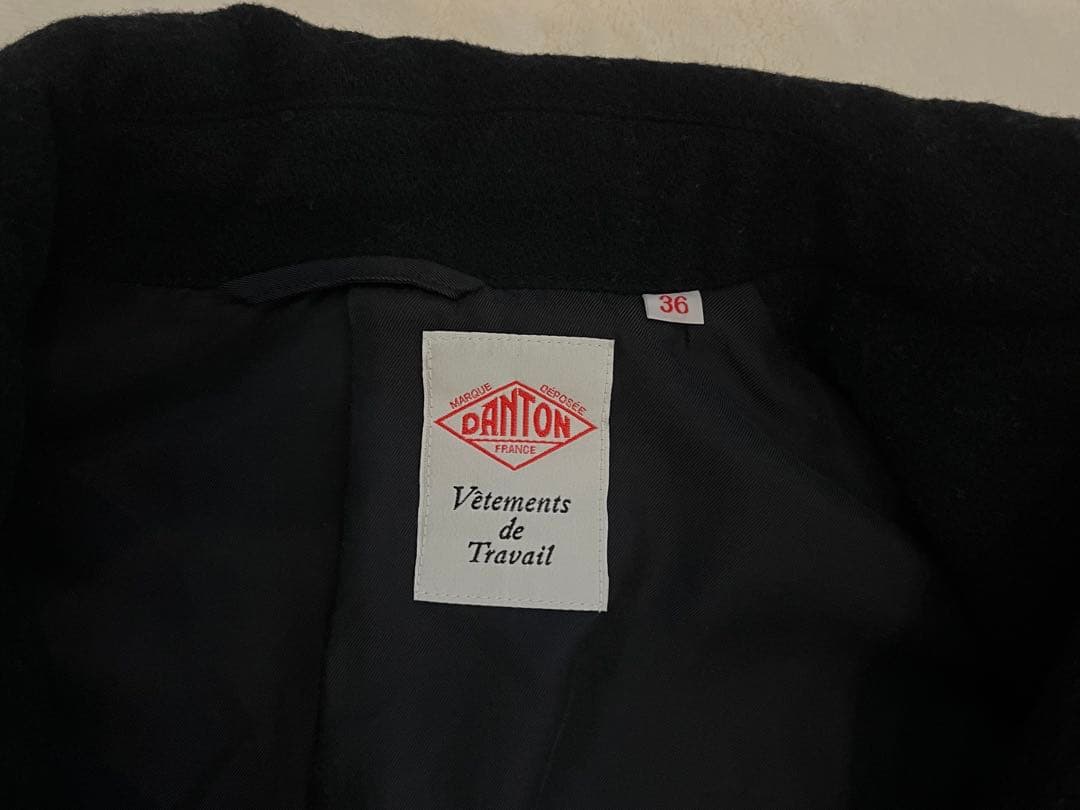 36
MARQUE DÉPOSÉE
DANTON
FRANCE
Vêtements
de
Travail